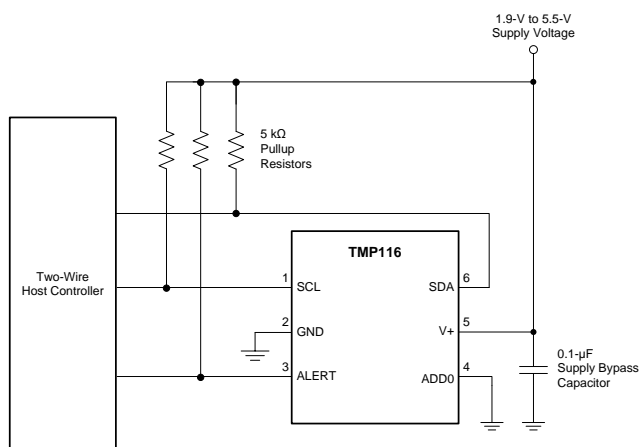 1.9-V to 5.5-V
Supply Voltage
5 kΩ
Pullup
Resistors
Two-Wire
Host Controller
TMP116
1
SCL
2
GND
3
ALERT
SDA
6
V+
5
ADD0
4
0.1-µF
Supply Bypass
Capacitor